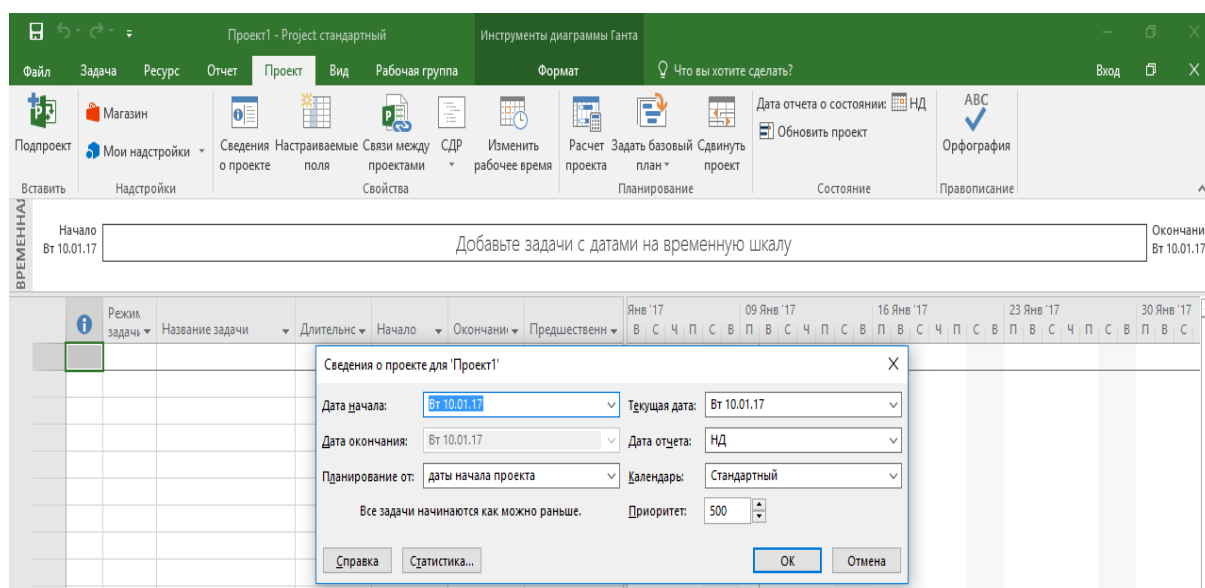 Проект1 - Project стандартный
Инструменты диаграммы Ганта
Файл Задача Ресурс Отчет Проект Вид Рабочая группа Формат Что вы хотите сделать? Вход
Подпроект
Магазин
Мои надстройки
Сведения о проекте
Настраиваемые поля
Связи между проектами
СДР
Изменить рабочее время
Расчет проекта
Задать базовый план
Сдвинуть проект
Дата отчета о состоянии: НД
Обновить проект
ABC
Орфография
Вставить Надстройки Свойства Планирование Состояние Правописание
ВРЕМЕННАЯ
Начало
Вт 10.01.17
Добавьте задачи с датами на временную шкалу
Окончани
Вт 10.01.17
Режим задачи Название задачи Длительнс Начало Окончани Предшественн
Янв '17 09 Янв '17 16 Янв '17 23 Янв '17 30 Янв '17
В С Ч П С В П В С Ч П С В П В С Ч П С В П В С Ч П С В П В С
Сведения о проекте для 'Проект1'
Дата начала: Вт 10.01.17 Текущая дата: Вт 10.01.17
Дата окончания: Вт 10.01.17 Дата отчета: НД
Планирование от: даты начала проекта Календарь: Стандартный
Все задачи начинаются как можно раньше. Приоритет: 500
Справка Статистика... ОК Отмена